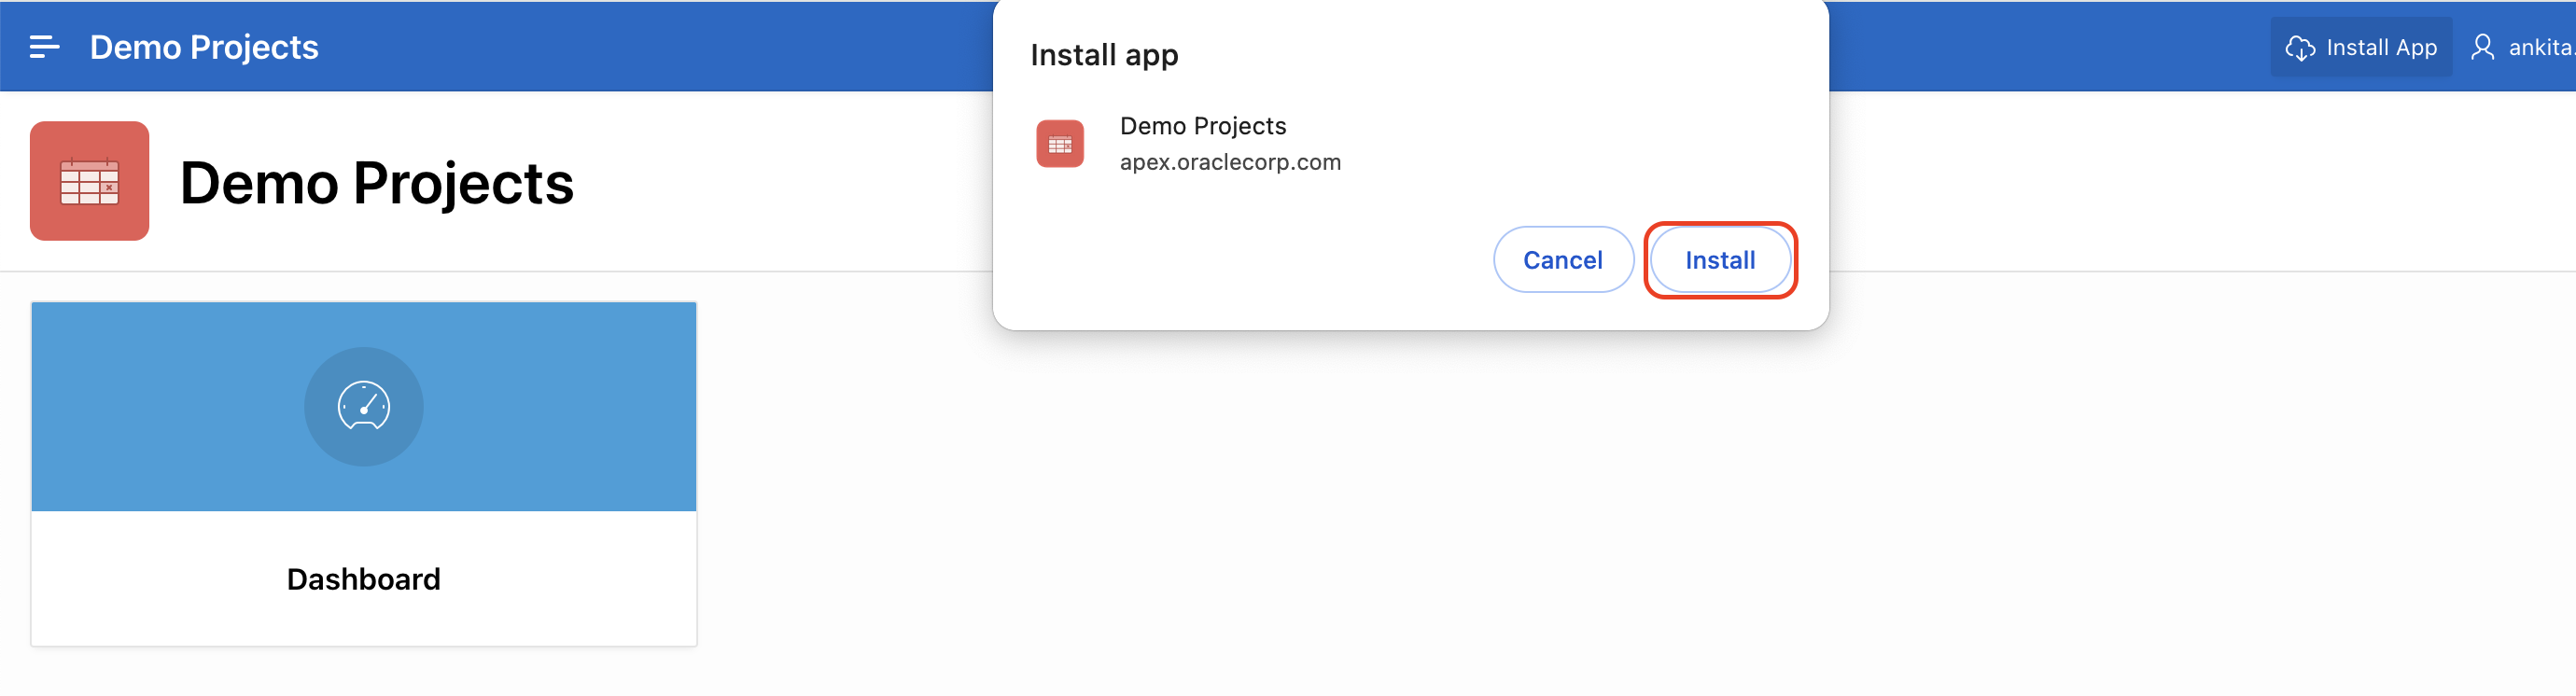 Demo Projects
Install App
ankita.
Install app
Demo Projects
apex.oraclecorp.com
Cancel
Install
Demo Projects
Dashboard